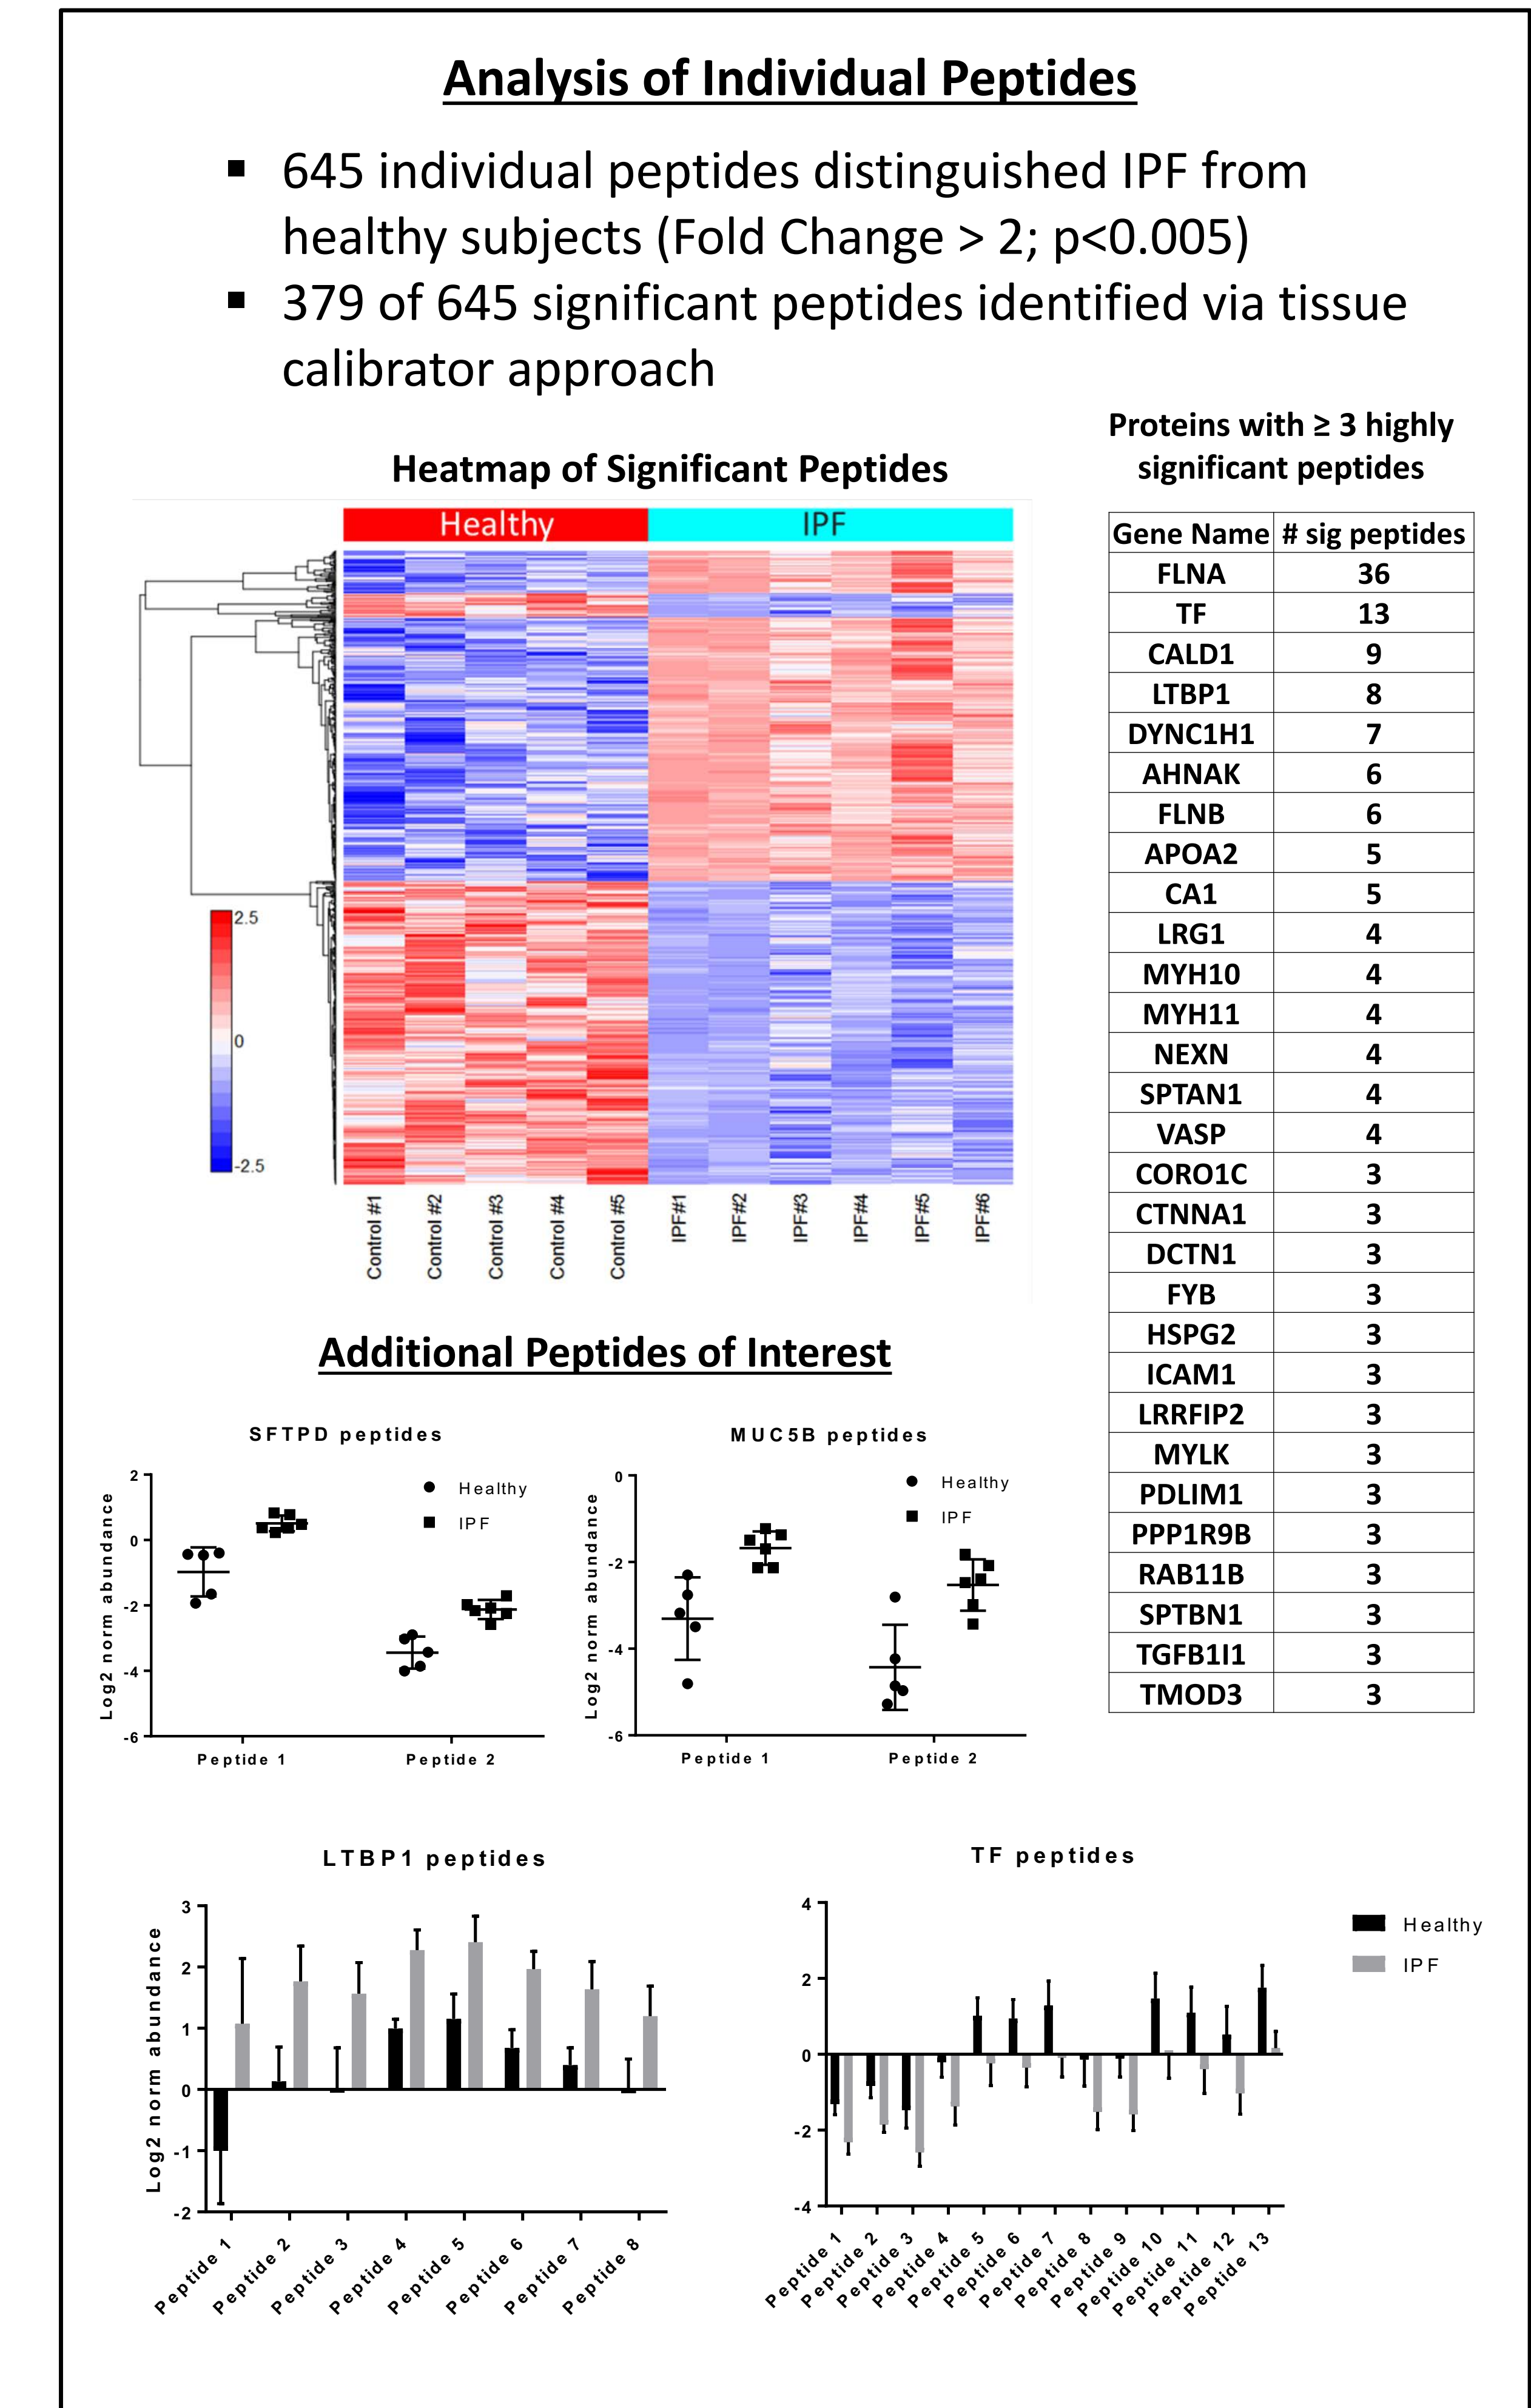 Analysis of Individual Peptides
▪ 645 individual peptides distinguished IPF from
healthy subjects (Fold Change > 2; p<0.005)
▪ 379 of 645 significant peptides identified via tissue
calibrator approach
Heatmap of Significant Peptides
Healthy IPF
2.5
0
-2.5
Control #1 Control #2 Control #3 Control #4 Control #5 IPF#1 IPF#2 IPF#3 IPF#4 IPF#5 IPF#6
Proteins with ≥ 3 highly
significant peptides
Gene Name # sig peptides
FLNA 36
TF 13
CALD1 9
LTBP1 8
DYNC1H1 7
AHNAK 6
FLNB 6
APOA2 5
CA1 5
LRG1 4
MYH10 4
MYH11 4
NEXN 4
SPTAN1 4
VASP 4
CORO1C 3
CTNNA1 3
DCTN1 3
FYB 3
HSPG2 3
ICAM1 3
LRRFIP2 3
MYLK 3
PDLIM1 3
PPP1R9B 3
RAB11B 3
SPTBN1 3
TGFB1I1 3
TMOD3 3
Additional Peptides of Interest
SFTPD peptides
Log2 norm abundance
2
0
-2
-4
-6
Healthy
IPF
Peptide 1 Peptide 2
MUC5B peptides
Log2 norm abundance
0
-2
-4
-6
Healthy
IPF
Peptide 1 Peptide 2
LTBP1 peptides
Log2 norm abundance
3
2
1
0
-1
-2
Peptide 1 Peptide 2 Peptide 3 Peptide 4 Peptide 5 Peptide 6 Peptide 7 Peptide 8
TF peptides
4
2
0
-2
-4
Peptide 1 Peptide 2 Peptide 3 Peptide 4 Peptide 5 Peptide 6 Peptide 7 Peptide 8 Peptide 9 Peptide 10 Peptide 11 Peptide 12 Peptide 13
Healthy
IPF